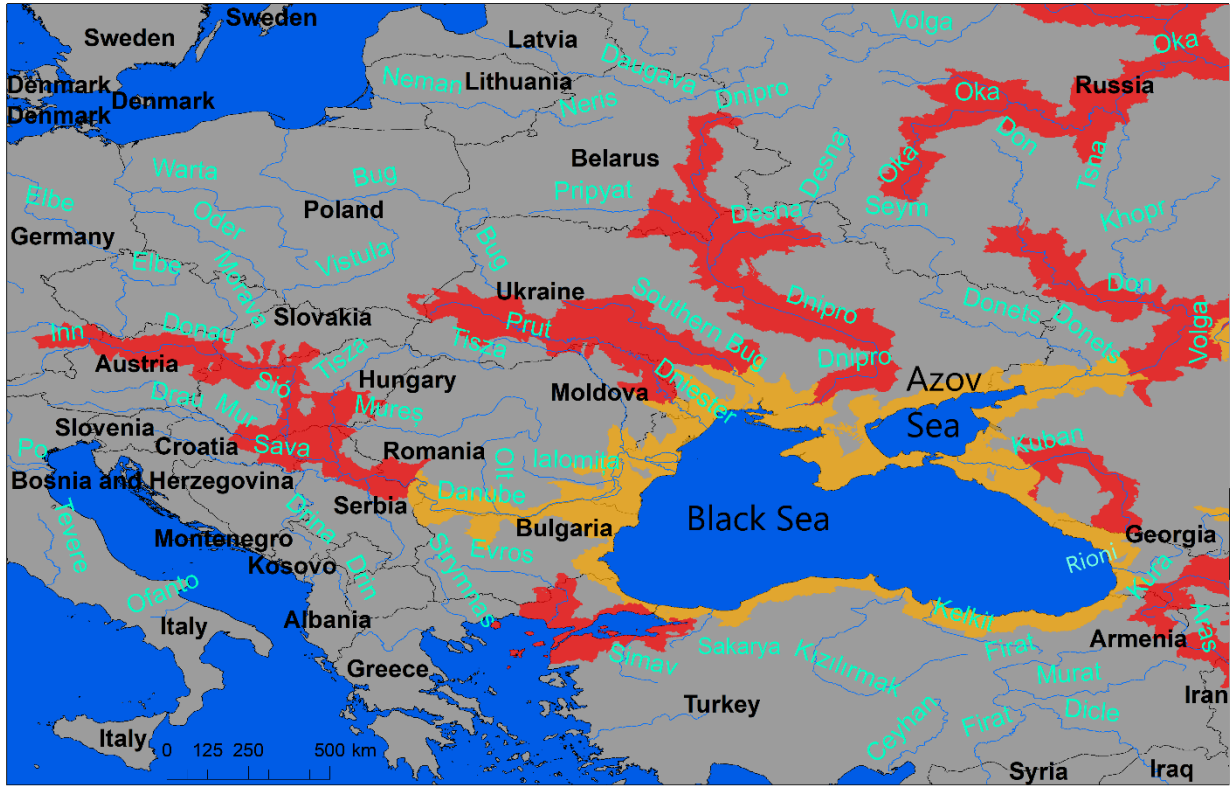 Sweden
Sweden
Volga
Latvia
Oka
Daugava
Denmark
Neman
Lithuania
Oka
Russia
Denmark
Dnipro
Denmark
Neris
Don
Belarus
Desna
Oka
Tsna
Warta
Bug
Pripyat
Elbe
Poland
Desna
Seym
Khopr
Germany
Oder
Bug
Elbe
Vistula
Morava
Ukraine
Southern Bug
Dnipro
Don
Inn
Donau
Slovakia
Prut
Donets
Donets
Volga
Austria
Tisza
Tisza
Dnipro
Sió
Hungary
Moldova
Dniester
Azov
Sea
Drau
Mur
Mureș
Slovenia
Croatia
Sava
Romania
Kuban
Po
Olt
Ialomita
Bosnia and Herzegovina
Danube
Serbia
Bulgaria
Black Sea
Tevere
Drina
Montenegro
Evros
Georgia
Kosovo
Drin
Strymnas
Rioni
Kura
Ofanto
Albania
Kelkit
Italy
Aras
Armenia
Simav
Sakarya
Kızılırmak
Firat
Greece
Murat
Turkey
Iran
Ceyhan
Firat
Dicle
Italy
0 125 250 500 km
Syria
Iraq